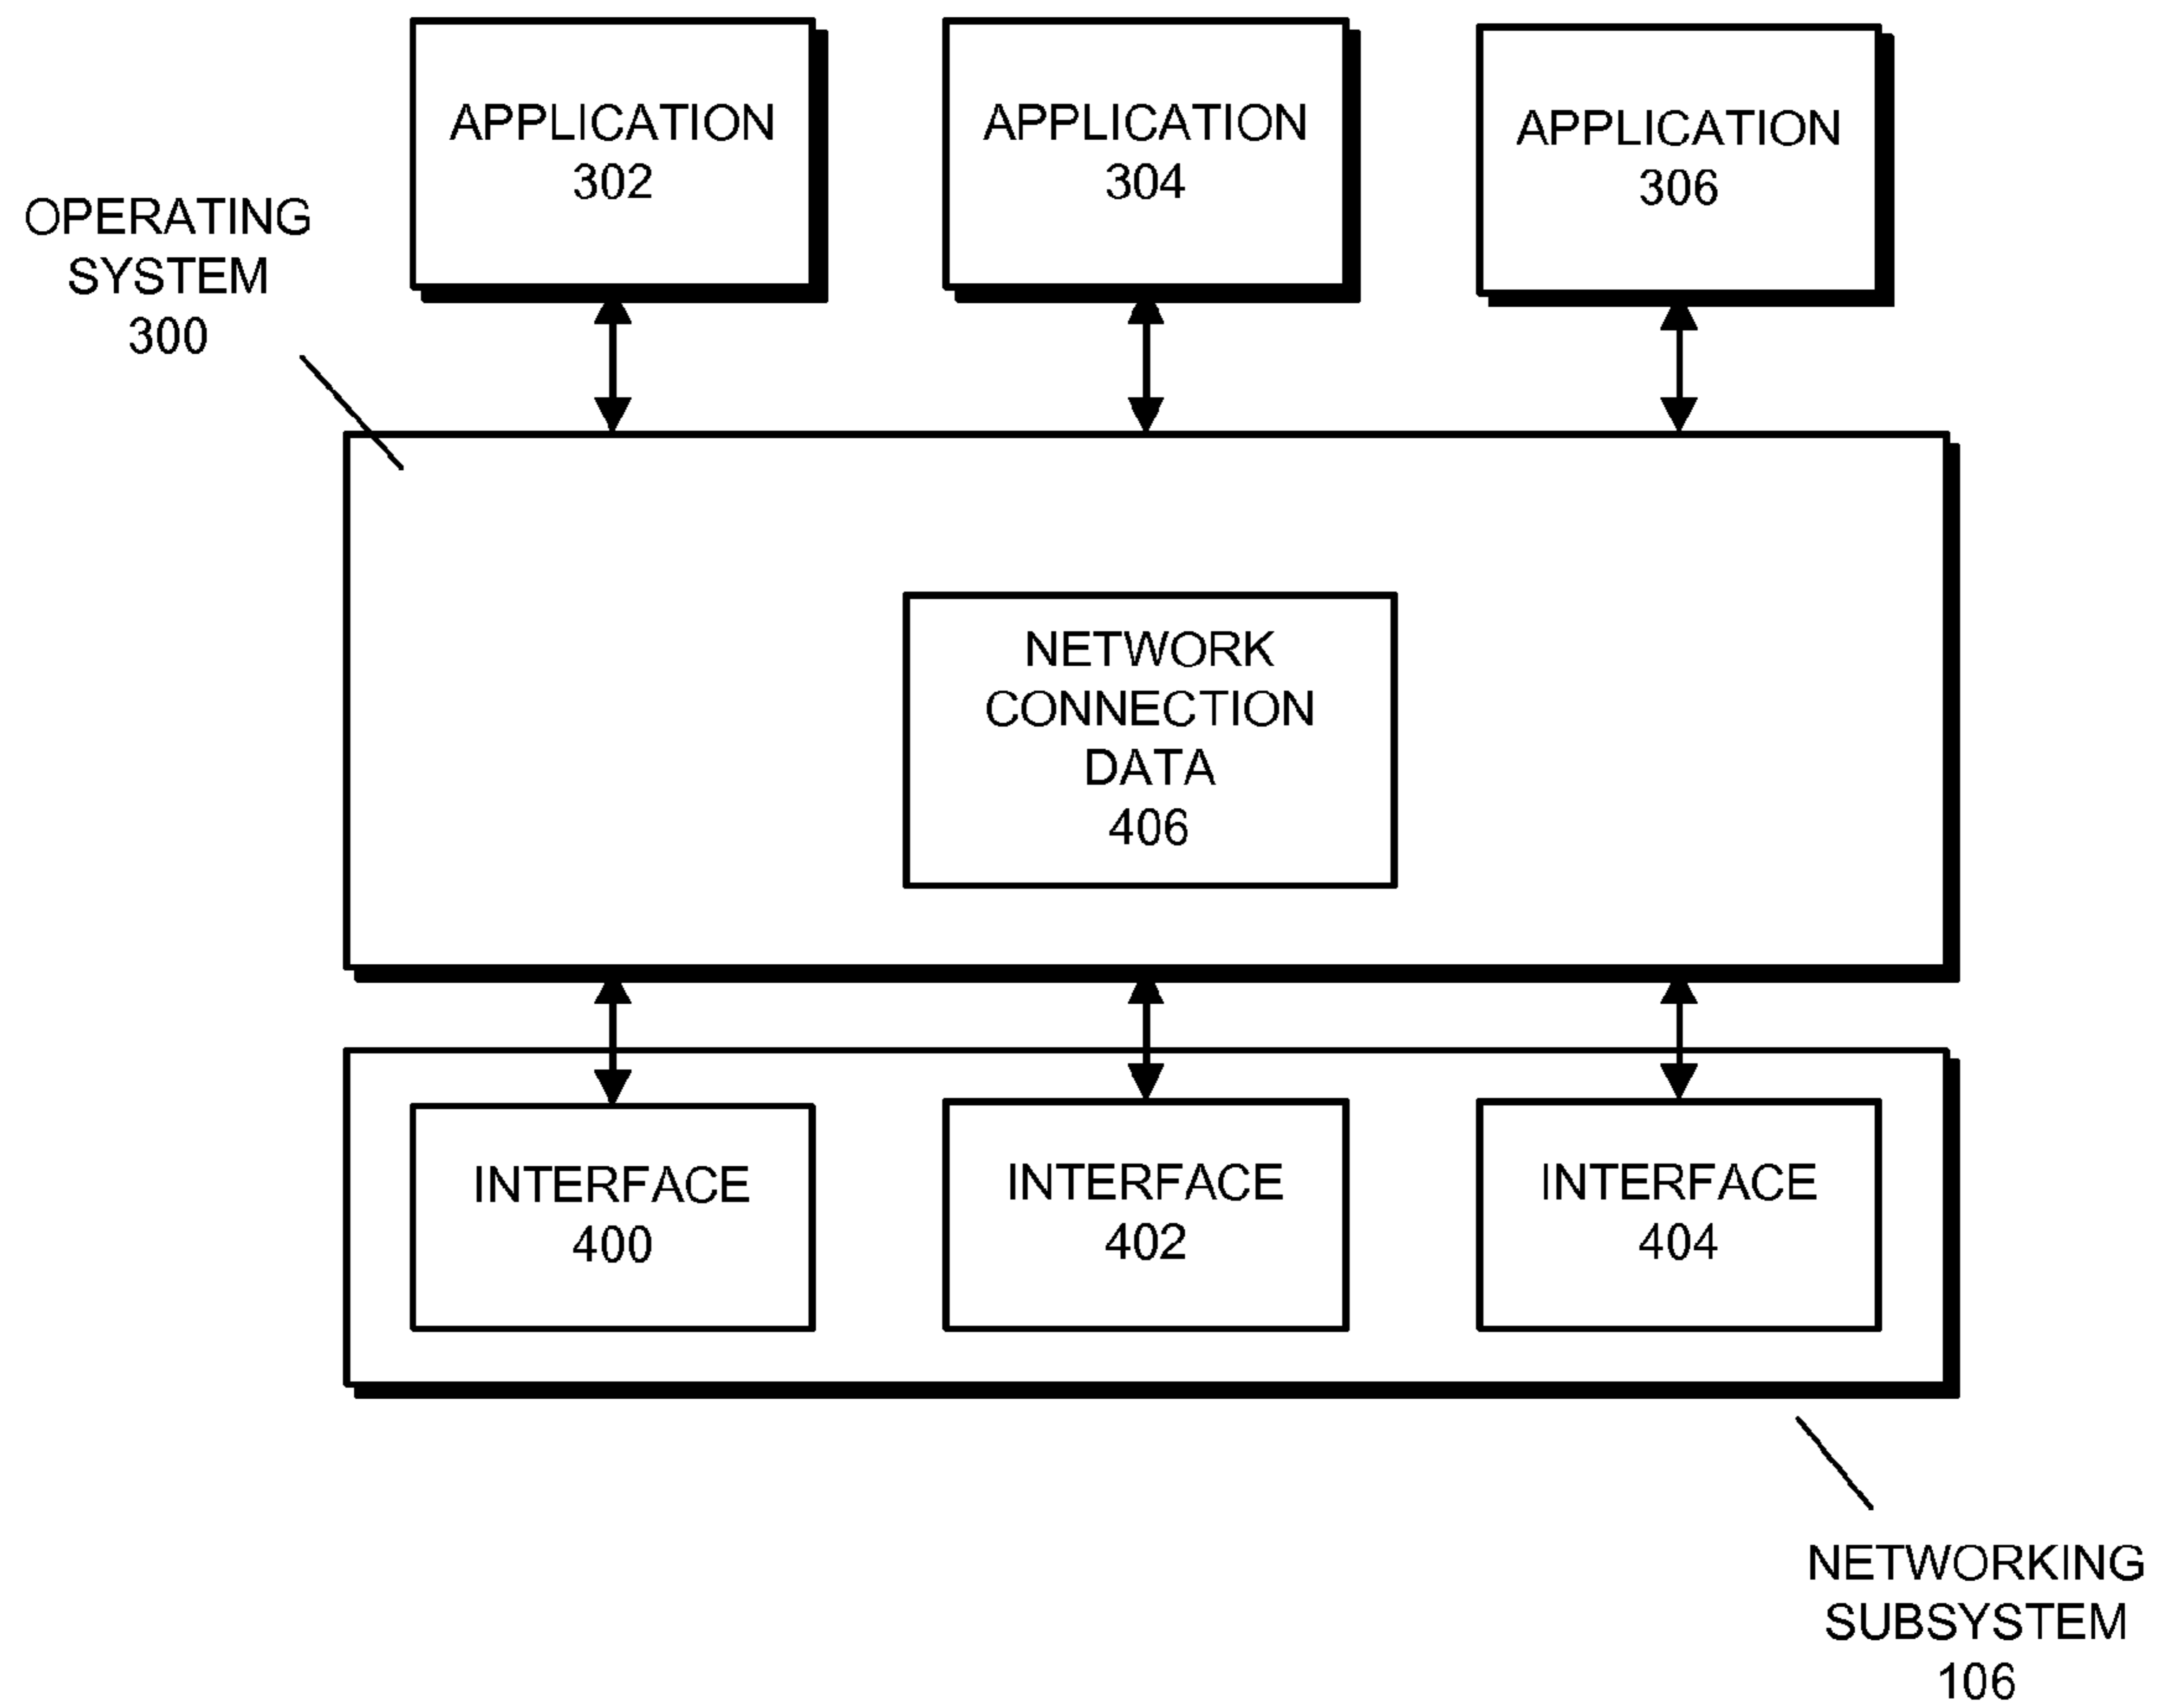 APPLICATION
302
APPLICATION
304
APPLICATION
306
OPERATING
SYSTEM
300
NETWORK
CONNECTION
DATA
406
INTERFACE
400
INTERFACE
402
INTERFACE
404
NETWORKING
SUBSYSTEM
106